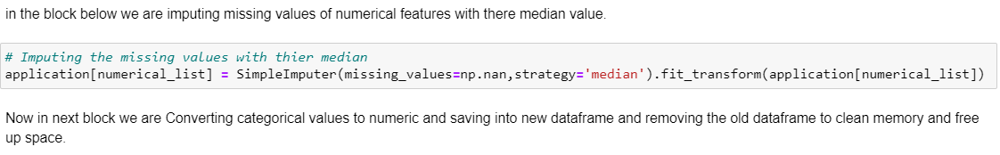 in the block below we are imputing missing values of numerical features with there median value.
# Imputing the missing values with thier median
application[numerical_list] = SimpleImputer(missing_values=np.nan,strategy='median').fit_transform(application[numerical_list])
Now in next block we are Converting categorical values to numeric and saving into new dataframe and removing the old dataframe to clean memory and free
up space.